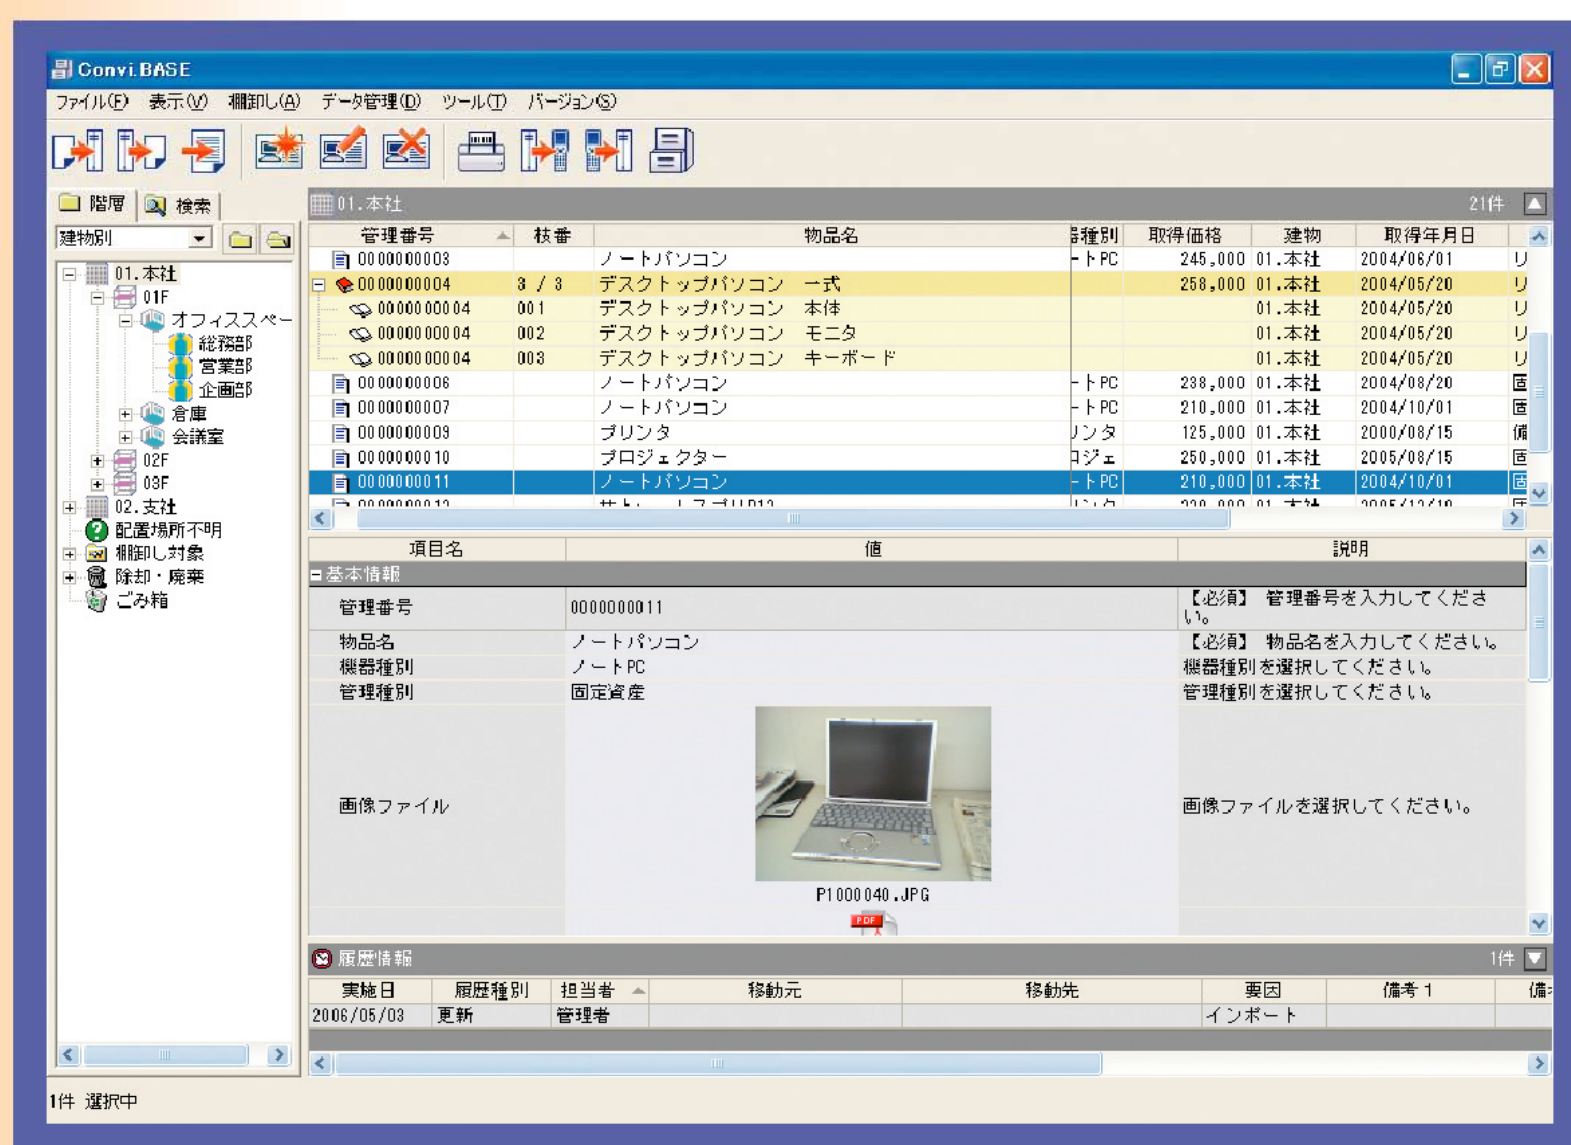 Convi.BASE
ファイル(F) 表示(V) 棚卸し(A) データ管理(D) ツール(T) バージョン(S)
階層 検索
建物別
01.本社
01F
オフィススペー
総務部
営業部
企画部
倉庫
会議室
02F
03F
02.支社
配置場所不明
棚卸し対象
除却・廃棄
ごみ箱
01.本社 21件
管理番号 枝番 物品名 器種別 取得価格 建物 取得年月日
0000000003 ノートパソコン ートPC 245,000 01.本社 2004/06/01 リ
0000000004 3 / 3 デスクトップパソコン 一式 258,000 01.本社 2004/05/20 リ
0000000004 001 デスクトップパソコン 本体 01.本社 2004/05/20 リ
0000000004 002 デスクトップパソコン モニタ 01.本社 2004/05/20 リ
0000000004 003 デスクトップパソコン キーボード 01.本社 2004/05/20 リ
0000000006 ノートパソコン ートPC 238,000 01.本社 2004/08/20 固
0000000007 ノートパソコン ートPC 210,000 01.本社 2004/10/01 固
0000000009 プリンタ リンタ 125,000 01.本社 2000/08/15 備
0000000010 プロジェクター ロジェ 250,000 01.本社 2005/08/15 固
0000000011 ノートパソコン ートPC 210,000 01.本社 2004/10/01 固
項目名 値 説明
基本情報
管理番号 0000000011 【必須】 管理番号を入力してください。
物品名 ノートパソコン 【必須】 物品名を入力してください。
機器種別 ノートPC 機器種別を選択してください。
管理種別 固定資産 管理種別を選択してください。
画像ファイル 画像ファイルを選択してください。
P1000040.JPG
PDF
履歴情報 1件
実施日 履歴種別 担当者 移動元 移動先 要因 備考1 備
2006/05/03 更新 管理者 インポート
1件 選択中